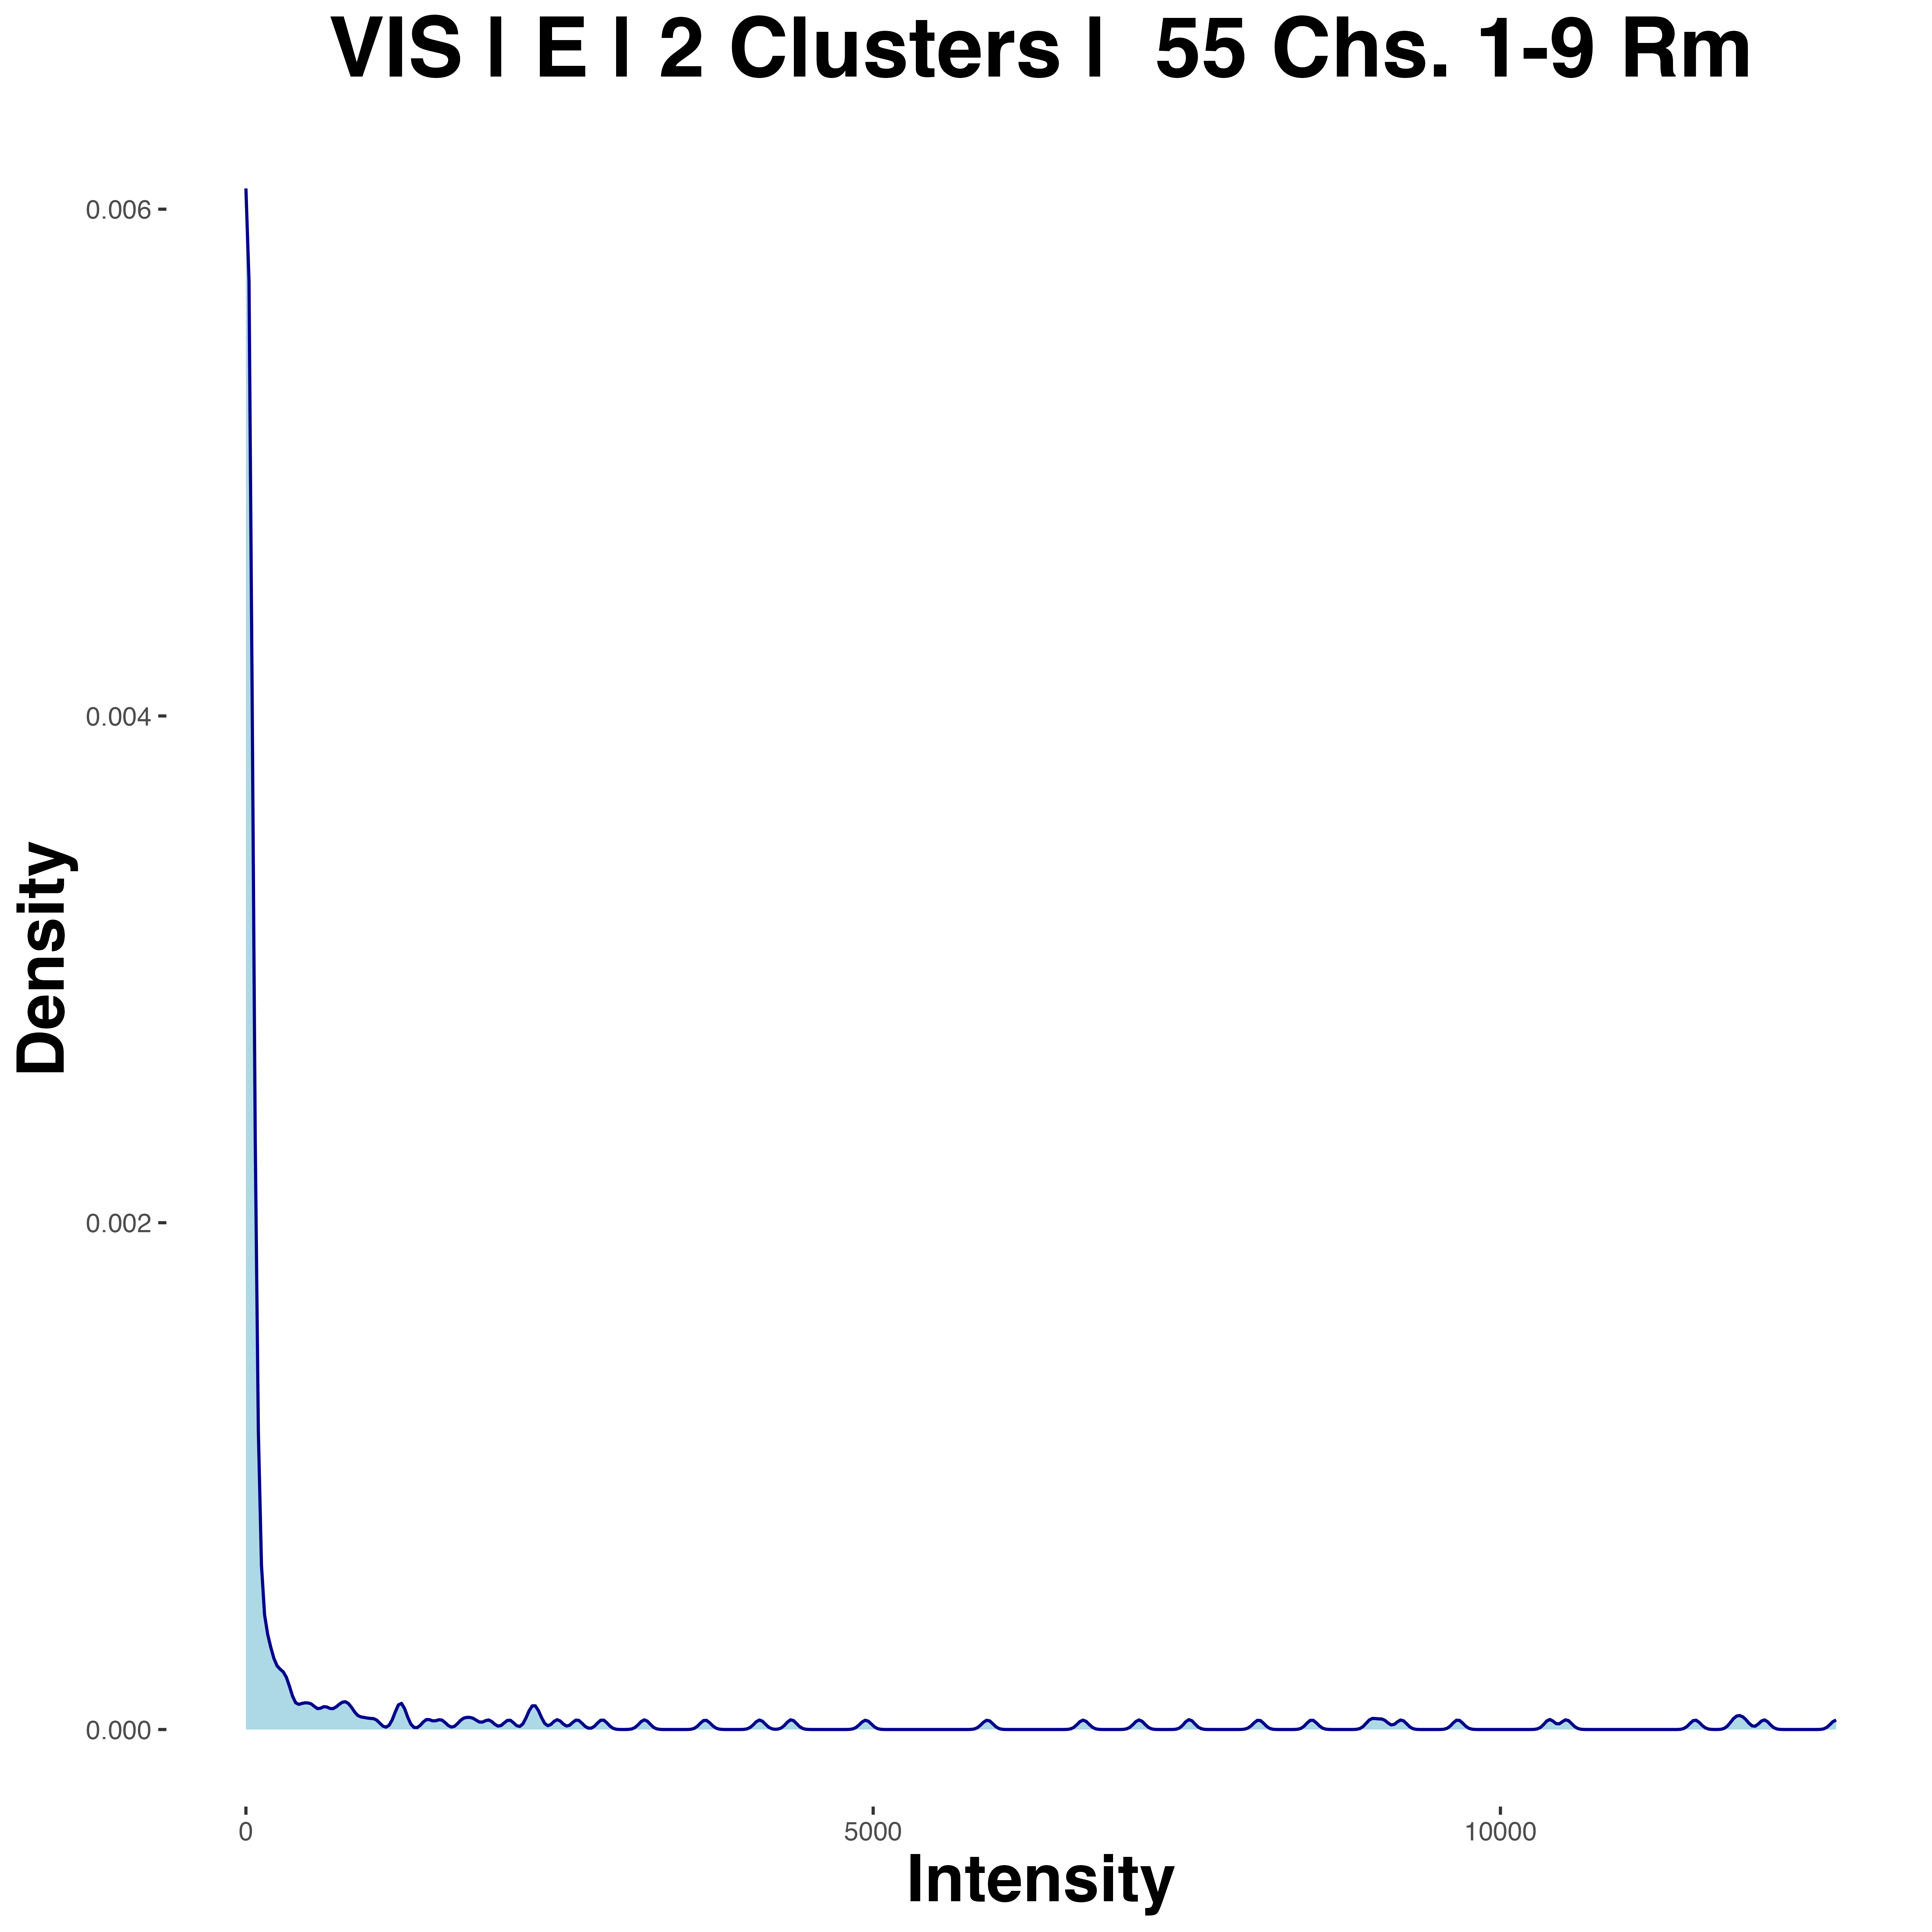 VIS | E | 2 Clusters | 55 Chs. 1-9 Rm
0.006
0.004
0.002
0.000
Density
0 5000 10000
Intensity